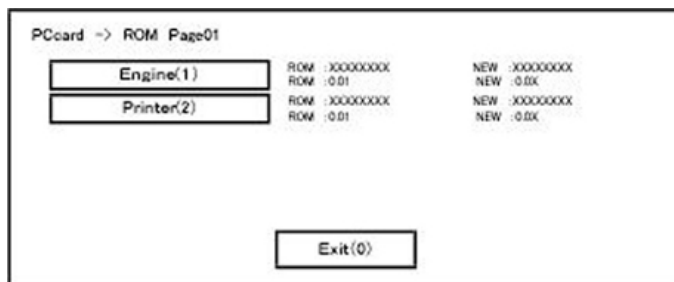 PCcard -> ROM Page01
Engine(1) ROM :XXXXXXXX NEW :XXXXXXXX
ROM :0.01 NEW :0.0X
Printer(2) ROM :XXXXXXXX NEW :XXXXXXXX
ROM :0.01 NEW :0.0X
Exit(0)